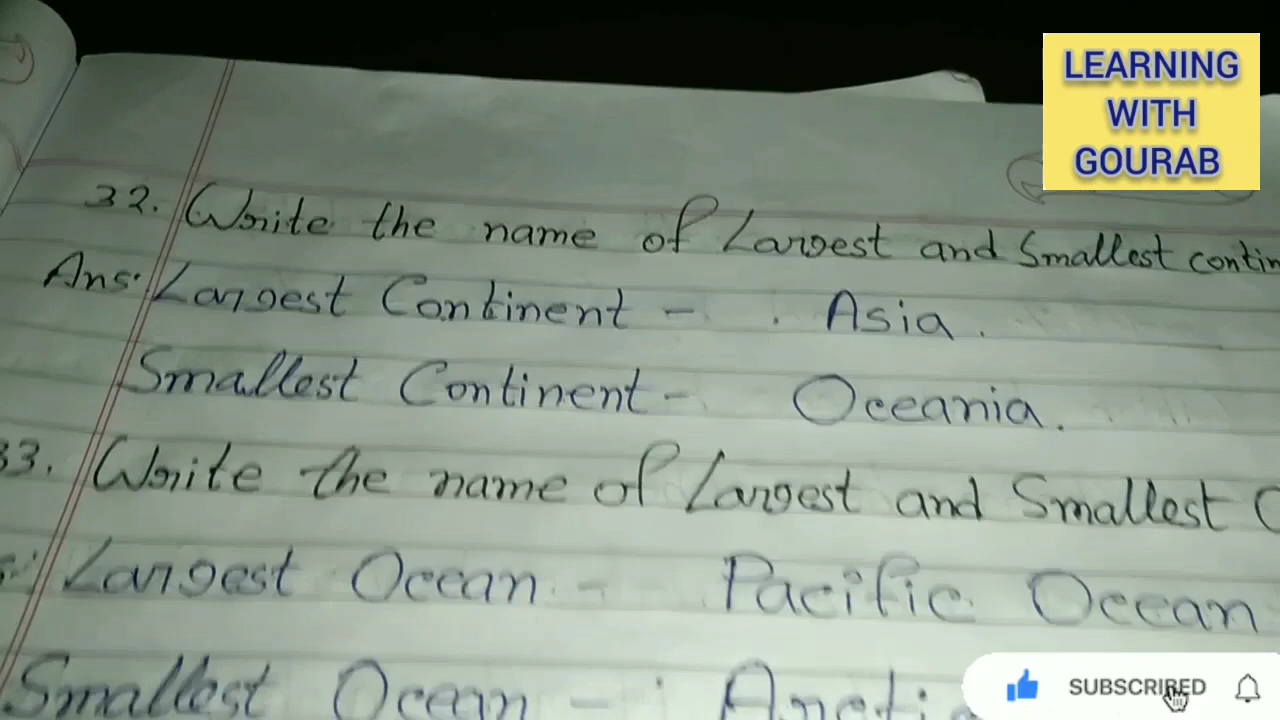 LEARNING
WITH
GOURAB
32. Write the name of Largest and Smallest contin
Ans: Largest Continent - Asia.
Smallest Continent - Oceania.
33. Write the name of Largest and Smallest O
Largest Ocean - Pacific Ocean
Smallest Ocean -
SUBSCRIBED